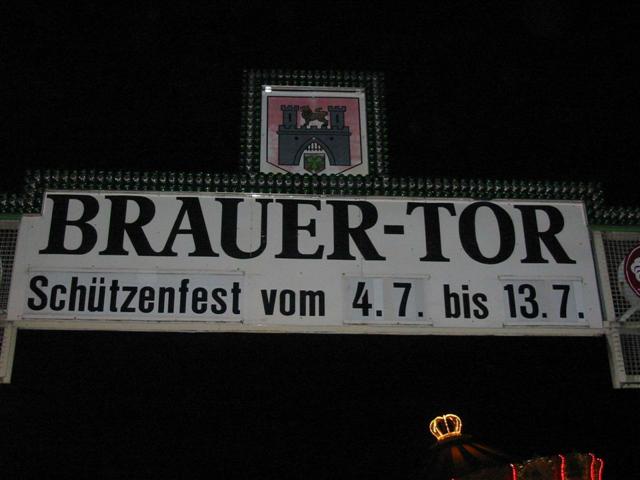 BRAUER-TOR
Schützenfest vom 4.7. bis 13.7.